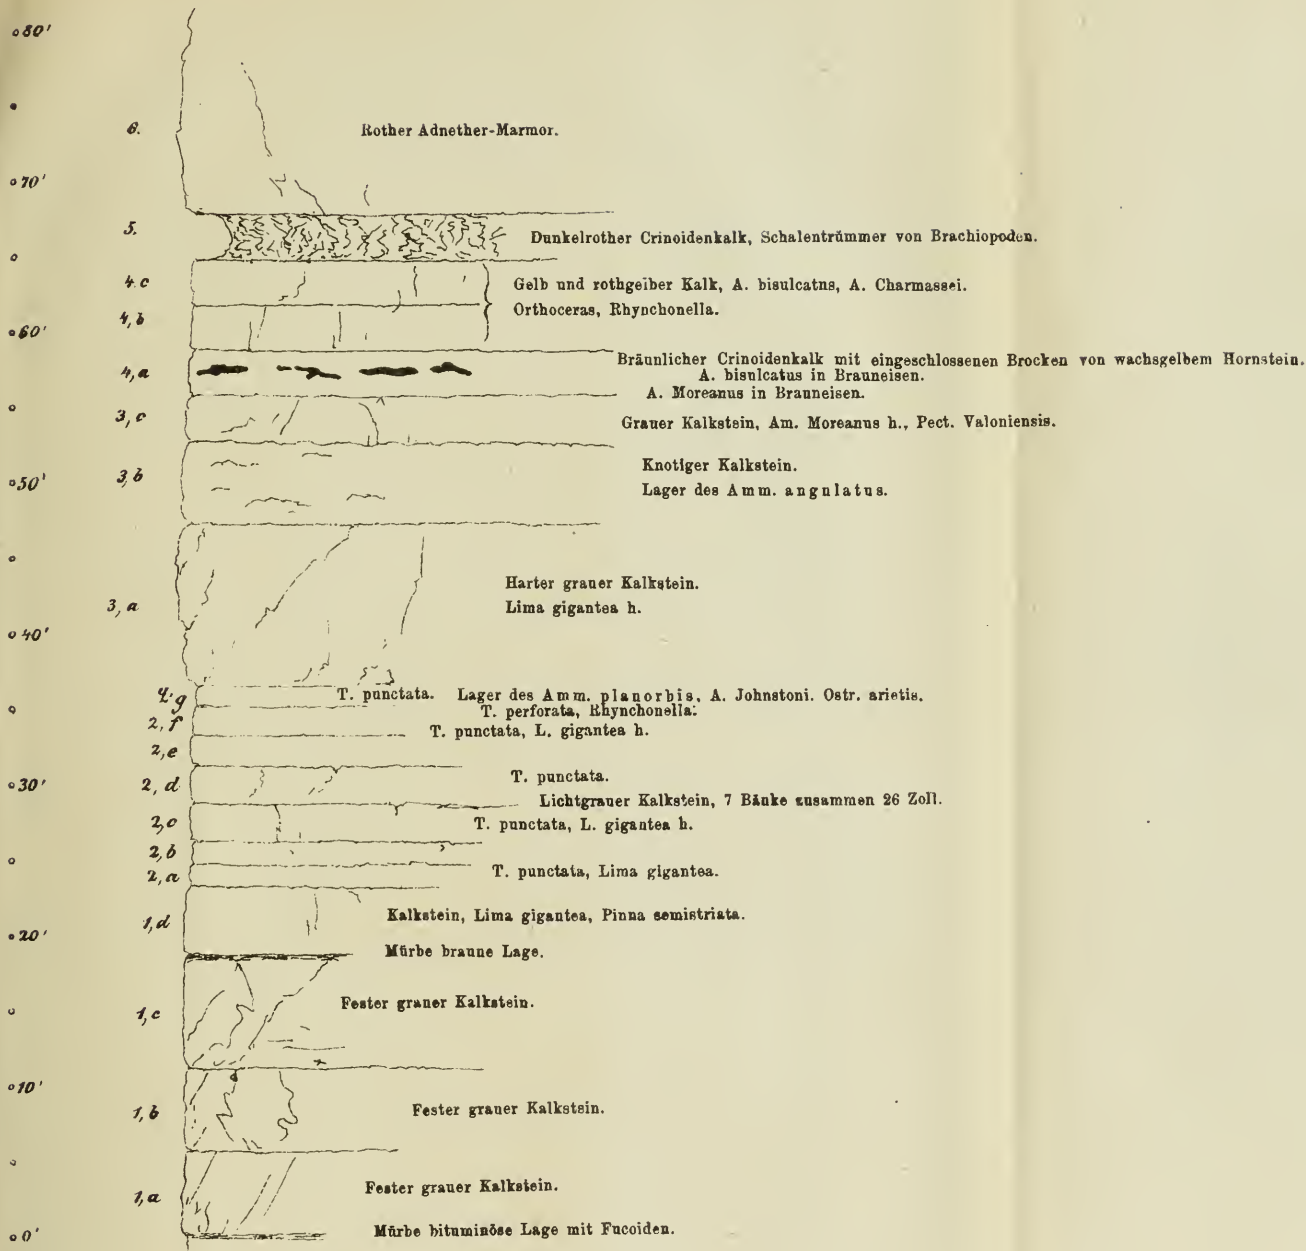 80'
6. Rother Adnether-Marmor.
70'
5. Dunkelrother Crinoidenkalk, Schalentrümmer von Brachiopoden.
4. c Gelb und rothgelber Kalk, A. bisulcatus, A. Charmassei.
4, b Orthoceras, Rhynchonella.
60'
4, a Bräunlicher Crinoidenkalk mit eingeschlossenen Brocken von wachsgelbem Hornstein.
A. bisulcatus in Brauneisen.
A. Moreanus in Brauneisen.
3, c Grauer Kalkstein, Am. Moreanus h., Pect. Valoniensis.
3, b Knotiger Kalkstein.
50' Lager des Amm. angulatus.
3, a Harter grauer Kalkstein.
Lima gigantea h.
40'
2. g T. punctata. Lager des Amm. planorbis, A. Johnstoni. Ostr. arietis.
2, f T. perforata, Rhynchonella.
T. punctata, L. gigantea h.
2, e
30' 2, d T. punctata.
Lichtgrauer Kalkstein, 7 Bänke zusammen 26 Zoll.
2, c T. punctata, L. gigantea h.
2, b
2, a T. punctata, Lima gigantea.
1, d Kalkstein, Lima gigantea, Pinna semistriata.
20'
Mürbe braune Lage.
1, c Fester grauer Kalkstein.
10'
1, b Fester grauer Kalkstein.
1, a Fester grauer Kalkstein.
0' Mürbe bituminöse Lage mit Fucoiden.